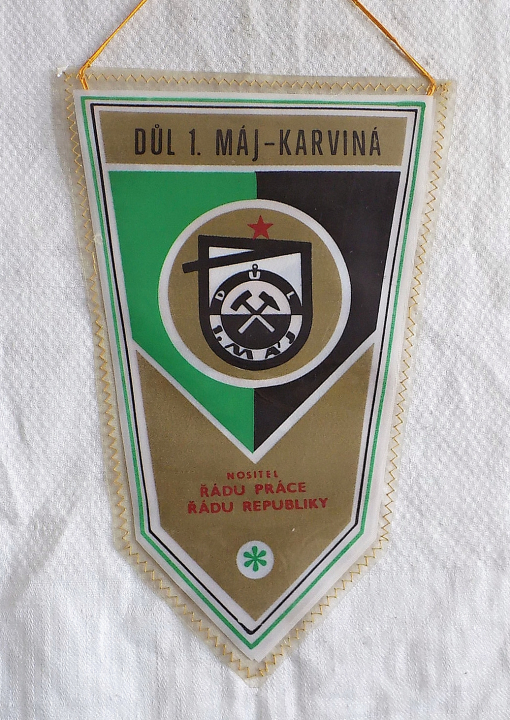 DŮL 1. MÁJ-KARVINÁ
DŮL
1. MÁJ
NOSITEL
ŘÁDU PRÁCE
ŘÁDU REPUBLIKY